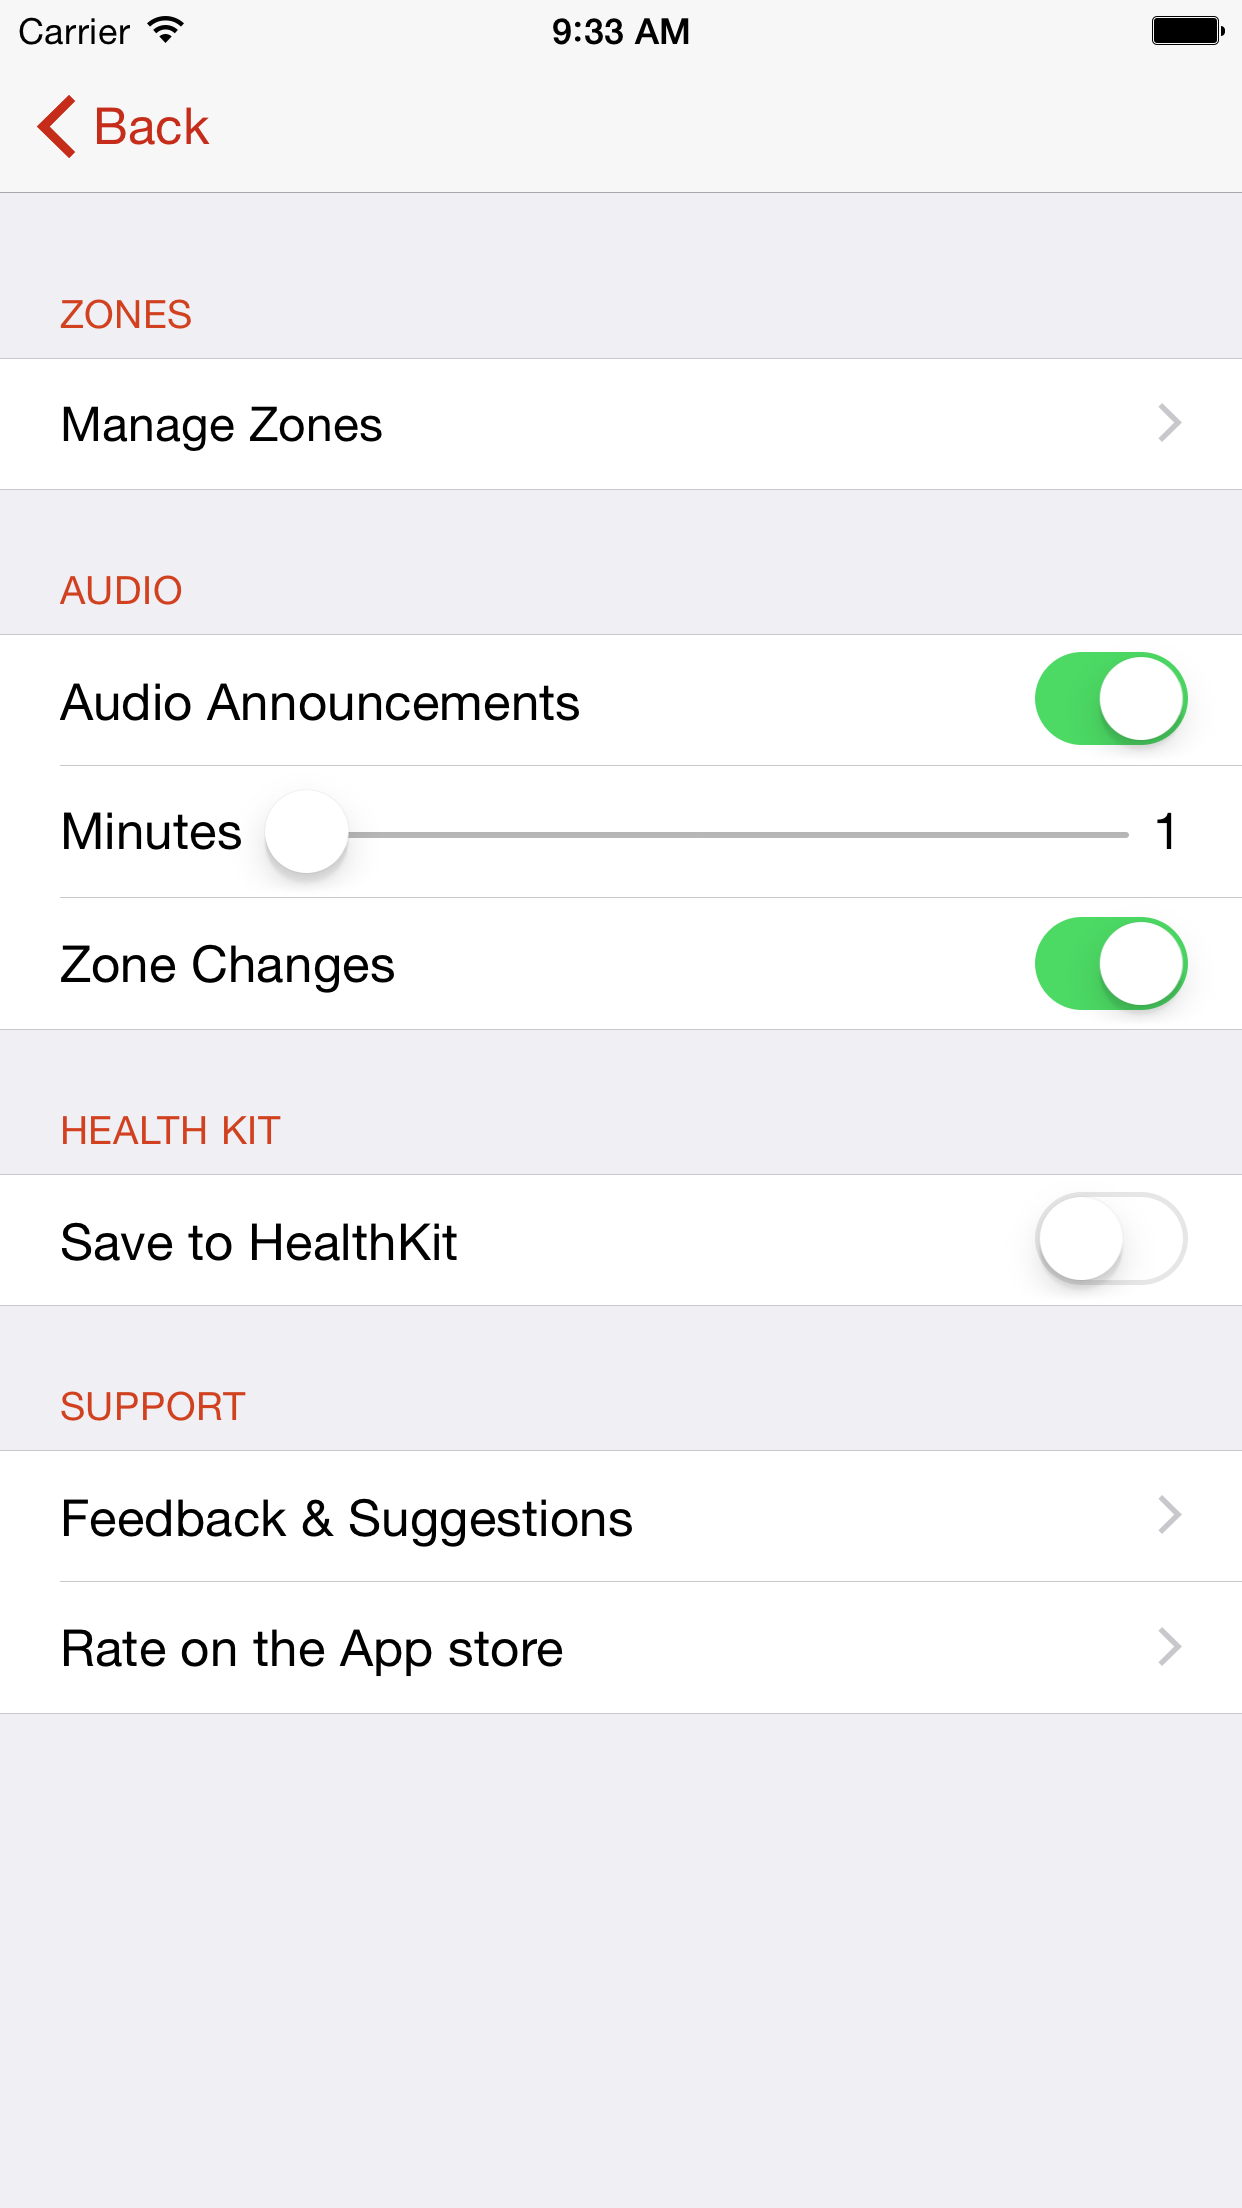 Carrier
9:33 AM
Back
ZONES
Manage Zones
AUDIO
Audio Announcements
Minutes 1
Zone Changes
HEALTH KIT
Save to HealthKit
SUPPORT
Feedback & Suggestions
Rate on the App store